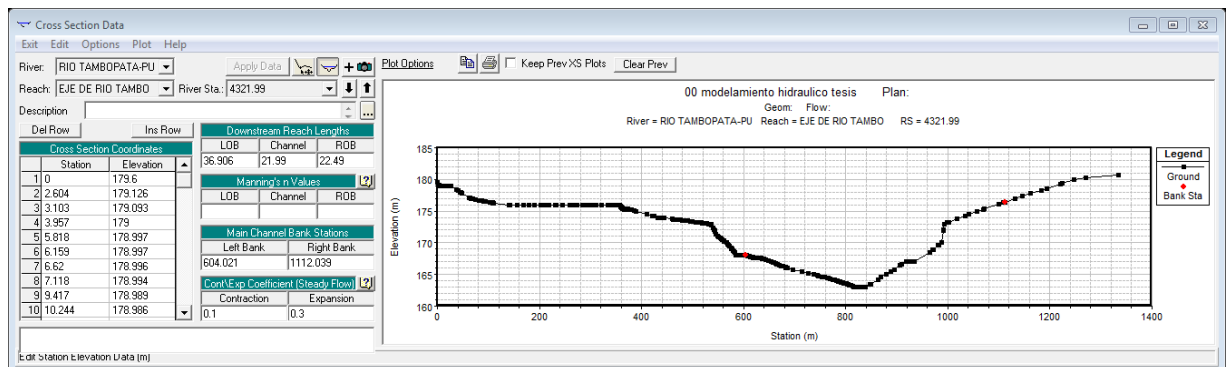 Cross Section Data
Exit Edit Options Plot Help
River: RIO TAMBOPATA-PU Apply Data
Reach: EJE DE RIO TAMBO River Sta.: 4321.99
Description ...
Del Row Ins Row
Cross Section Coordinates
Station Elevation
1 0 179.6
2 2.604 179.126
3 3.103 179.093
4 3.957 179
5 5.818 178.997
6 6.159 178.997
7 6.62 178.996
8 7.118 178.994
9 9.417 178.989
10 10.244 178.986
Downstream Reach Lengths
LOB Channel ROB
36.906 21.99 22.49
Manning's n Values ?
LOB Channel ROB
Main Channel Bank Stations
Left Bank Right Bank
604.021 1112.039
Cont\Exp Coefficient (Steady Flow) ?
Contraction Expansion
0.1 0.3
Edit Station Elevation Data (m)
Plot Options Keep Prev XS Plots Clear Prev
00 modelamiento hidraulico tesis Plan:
Geom: Flow:
River = RIO TAMBOPATA-PU Reach = EJE DE RIO TAMBO RS = 4321.99
185
180
175
170
165
160
Elevation (m)
0 200 400 600 800 1000 1200 1400
Station (m)
Legend
Ground
Bank Sta